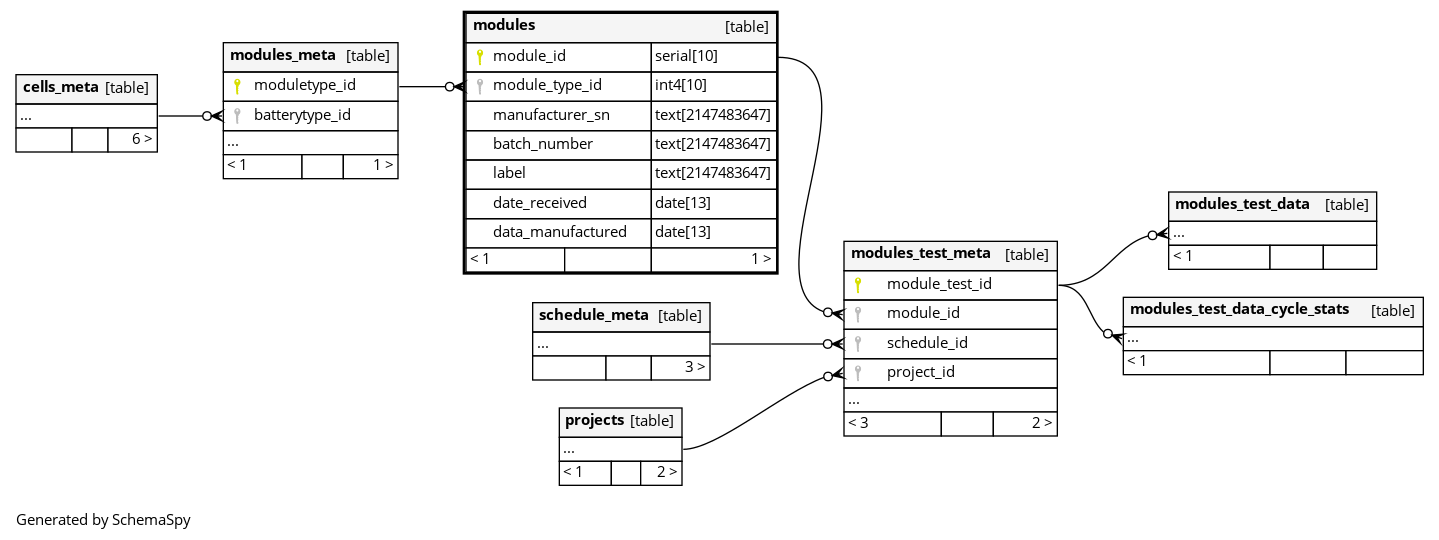 cells_meta [table]
...
6 >
modules_meta [table]
moduletype_id
batterytype_id
...
< 1 1 >
modules [table]
module_id serial[10]
module_type_id int4[10]
manufacturer_sn text[2147483647]
batch_number text[2147483647]
label text[2147483647]
date_received date[13]
data_manufactured date[13]
< 1 1 >
schedule_meta [table]
...
3 >
projects [table]
...
< 1 2 >
modules_test_meta [table]
module_test_id
module_id
schedule_id
project_id
...
< 3 2 >
modules_test_data [table]
...
< 1
modules_test_data_cycle_stats [table]
...
< 1
Generated by SchemaSpy